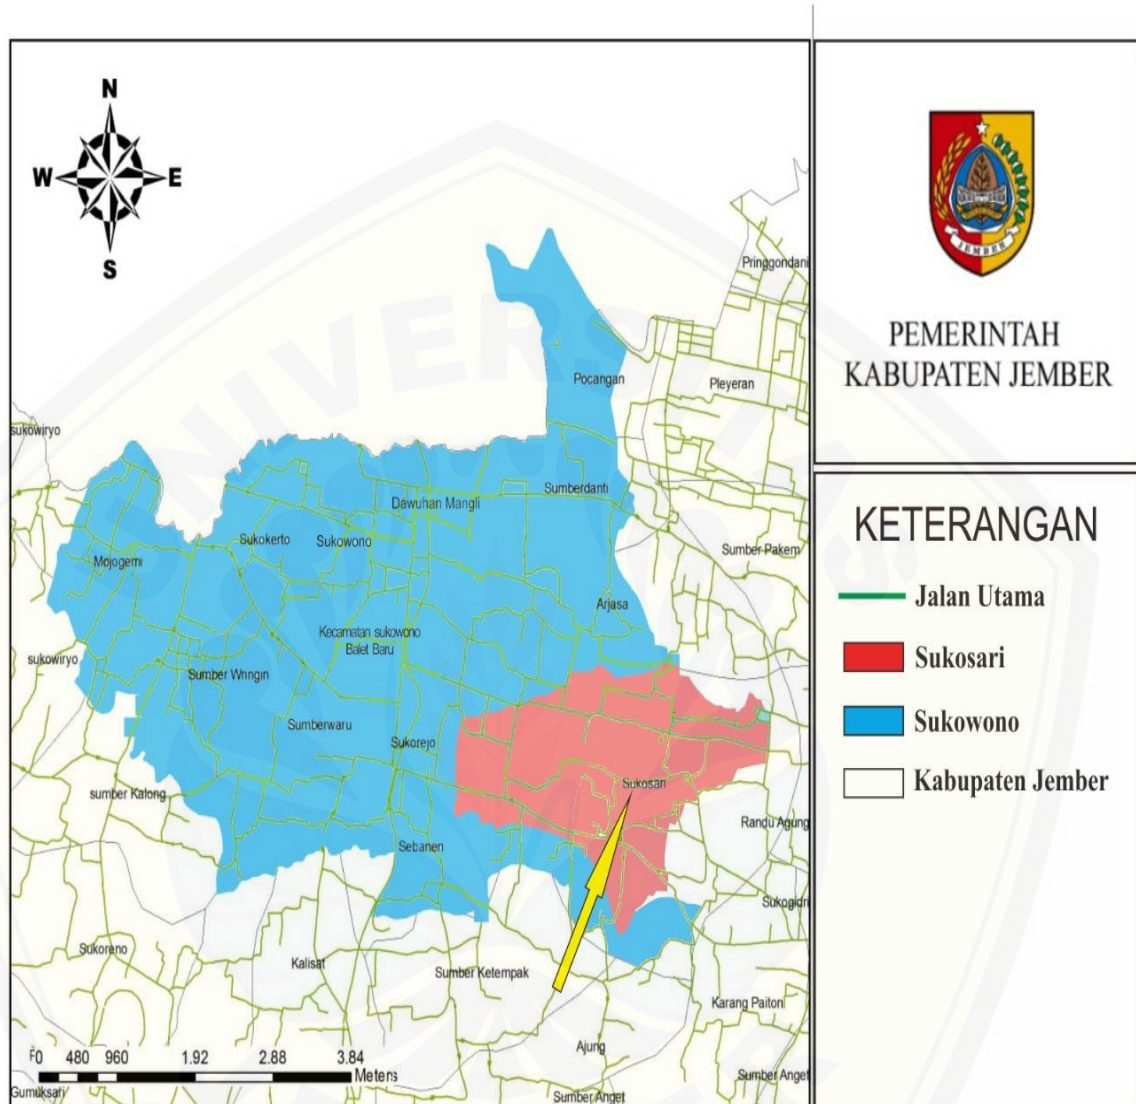 N
W E
S
Pringgondani
Pocangan
Pleyeran
sukowiryo
Dawuhan Mangli
Sumberdanti
Sukokerto
Sukowono
Mojogemi
Sumber Pakem
Arjasa
Kecamatan sukowono
Balet Baru
sukowiryo
Sumber Wringin
Sumberwaru
Sukorejo
Sukosari
sumber Kalong
Randu Agung
Sebanen
Sukogidri
Sukoreno
Kalisat
Sumber Ketempak
Karang Paiton
Ajung
0 480 960 1.92 2.88 3.84
Meters
Sumber Anget
Gumuksari
Sumber Anget
UNIVERSITAS
JEMBER
PEMERINTAH
KABUPATEN JEMBER
KETERANGAN
Jalan Utama
Sukosari
Sukowono
Kabupaten Jember